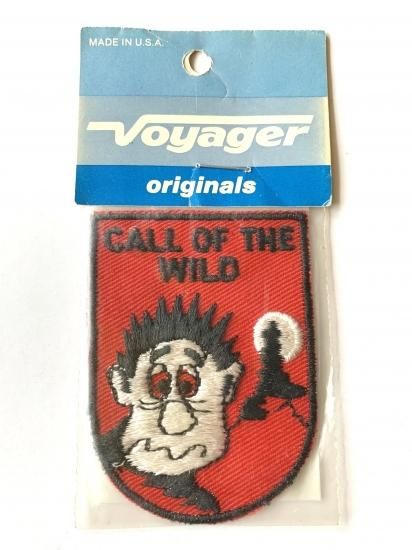 MADE IN U.S.A.
Voyager
originals
CALL OF THE
WILD